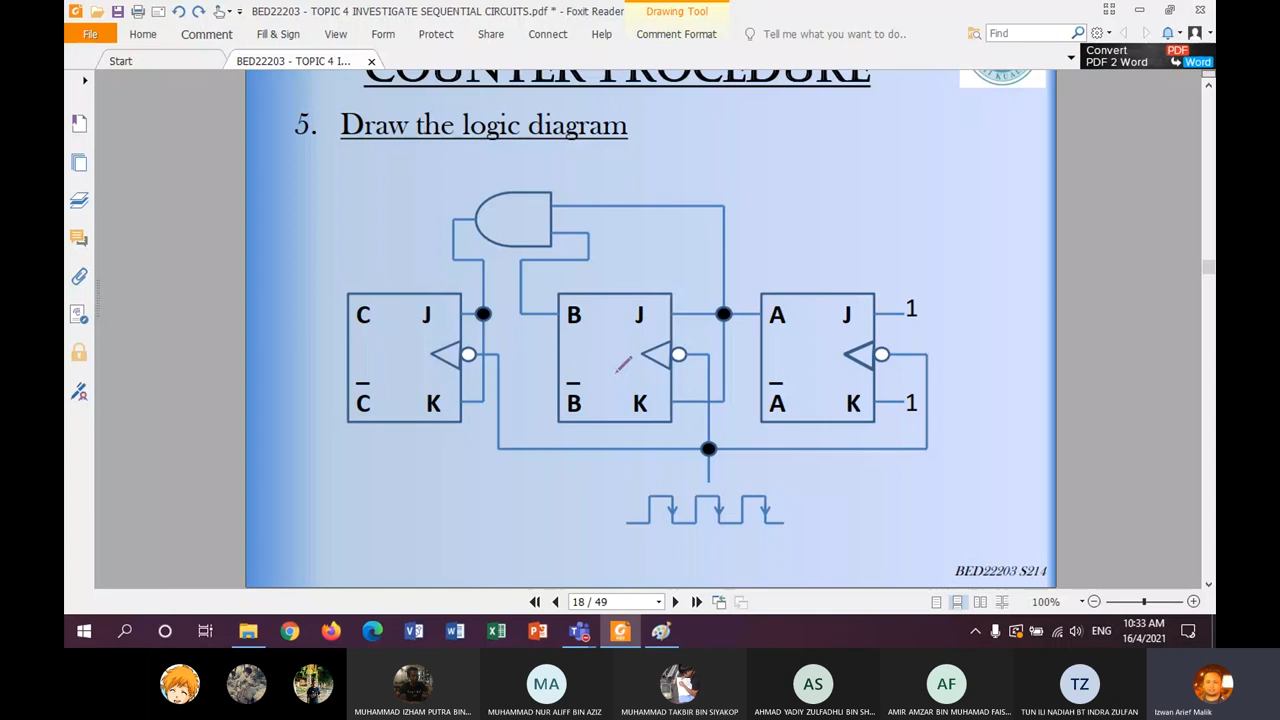 BED22203 - TOPIC 4 INVESTIGATE SEQUENTIAL CIRCUITS.pdf * - Foxit Reader
Drawing Tool
File Home Comment Fill & Sign View Form Protect Share Connect Help Comment Format Tell me what you want to do.. Find
Start BED22203 - TOPIC 4 I... Convert PDF
PDF 2 Word Word
COUNTER PROCEDURE
5. Draw the logic diagram
C J B J A J 1
C̅ K B̅ K A̅ K 1
BED22203 S214
18 / 49 100%
ENG 10:33 AM
16/4/2021
MA AS AF TZ
MUHAMMAD IZHAM PUTRA BIN... MUHAMMAD NUR ALIFF BIN AZIZ MUHAMMAD TAKBIR BIN SIYAKOP AHMAD YADIY ZULFADHLI BIN SH... AMIR AMZAR BIN MUHAMAD FAIS... TUN ILI NADIAH BT INDRA ZULFAN Izwan Arief Malik